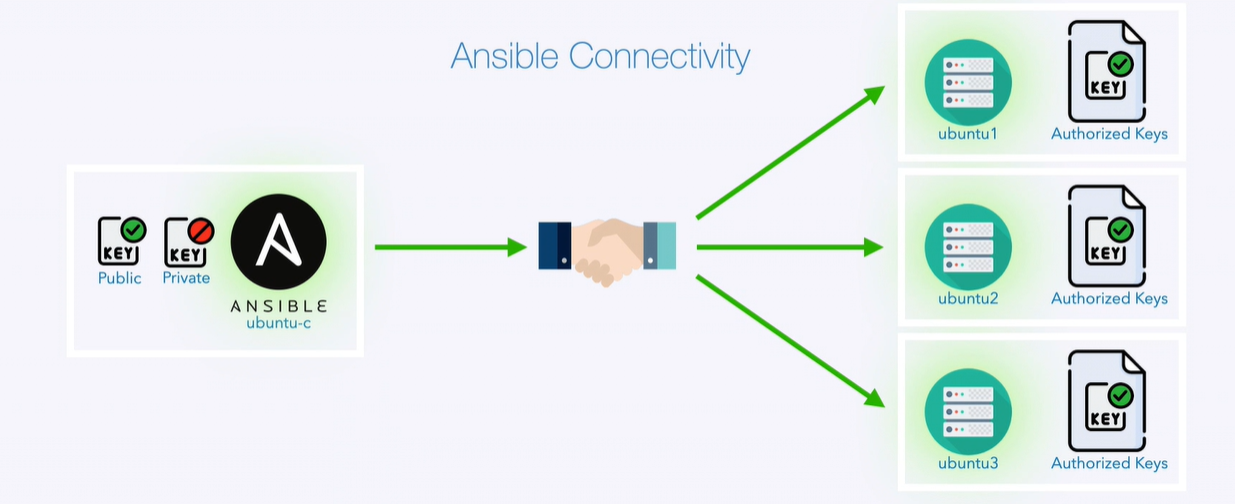 Ansible Connectivity
KEY
Public
KEY
Private
ANSIBLE
ubuntu-c
ubuntu1
KEY
Authorized Keys
ubuntu2
KEY
Authorized Keys
ubuntu3
KEY
Authorized Keys